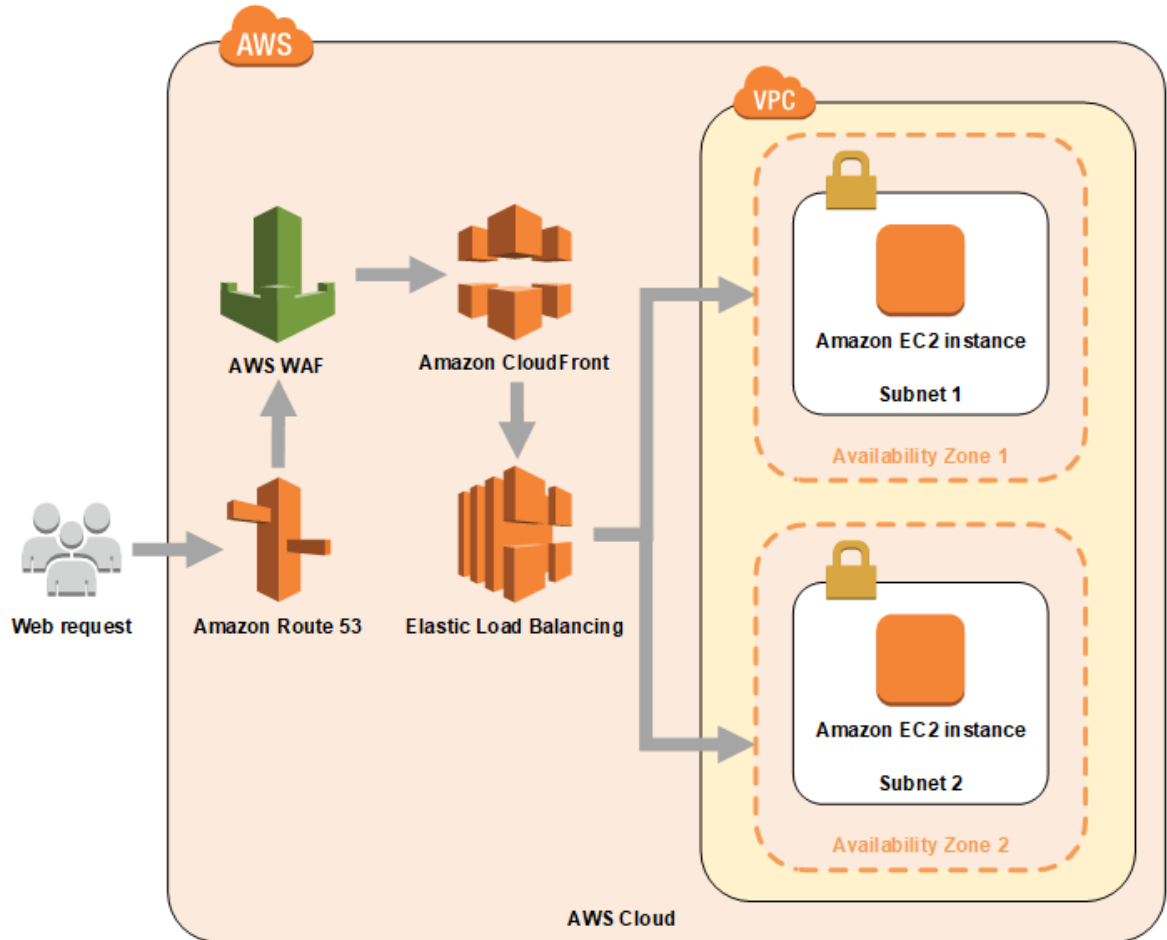 AWS
VPC
Amazon EC2 instance
Subnet 1
AWS WAF
Amazon CloudFront
Availability Zone 1
Web request
Amazon Route 53
Elastic Load Balancing
Amazon EC2 instance
Subnet 2
Availability Zone 2
AWS Cloud